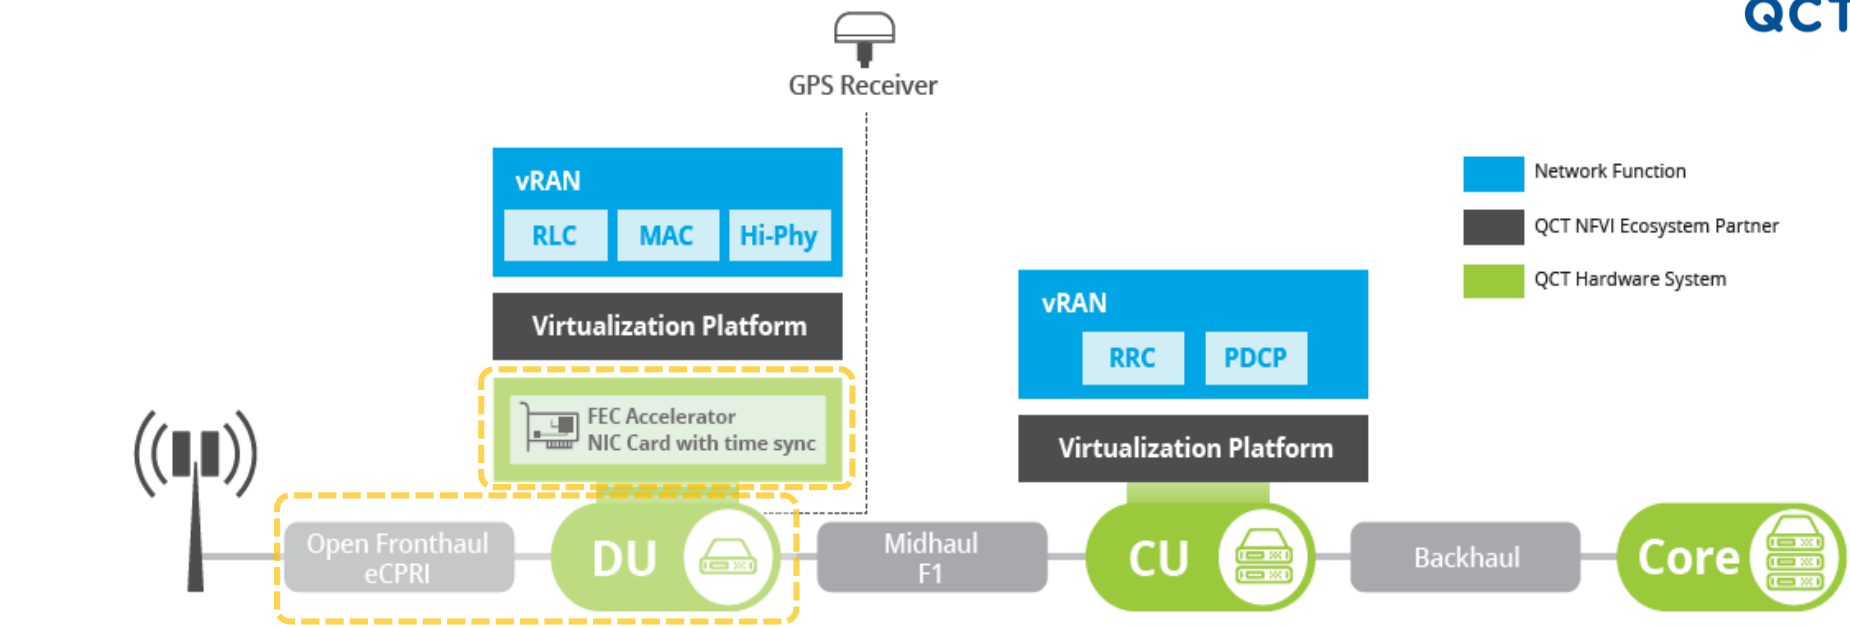 QCT
GPS Receiver
vRAN
RLC
MAC
Hi-Phy
Virtualization Platform
FEC Accelerator
NIC Card with time sync
vRAN
RRC
PDCP
Virtualization Platform
Network Function
QCT NFVI Ecosystem Partner
QCT Hardware System
Open Fronthaul
eCPRI
DU
Midhaul
F1
CU
Backhaul
Core